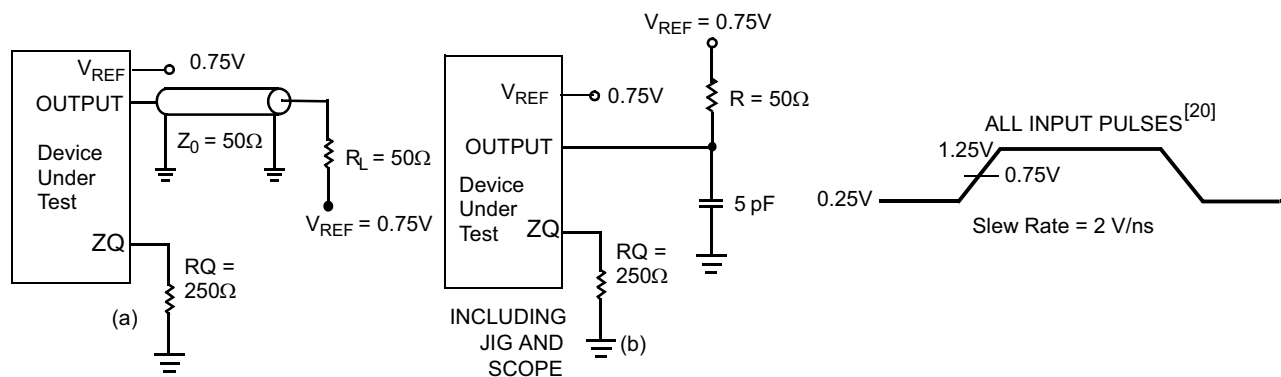 V_REF 0.75V
OUTPUT
Z_0 = 50Ω
Device
Under
Test
R_L = 50Ω
V_REF = 0.75V
ZQ
RQ =
250Ω
(a)
V_REF = 0.75V
V_REF 0.75V
R = 50Ω
OUTPUT
Device
Under
Test
5 pF
ZQ
RQ =
250Ω
INCLUDING
JIG AND
SCOPE
(b)
ALL INPUT PULSES[20]
1.25V
0.75V
0.25V
Slew Rate = 2 V/ns